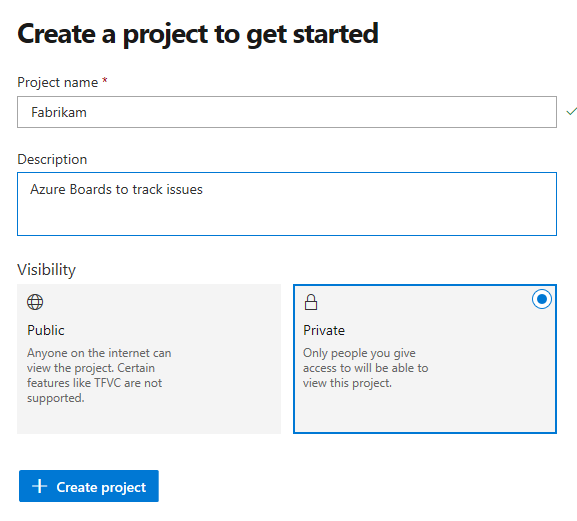 Create a project to get started
Project name *
Fabrikam
Description
Azure Boards to track issues
Visibility
Public
Anyone on the internet can
view the project. Certain
features like TFVC are not
supported.
Private
Only people you give
access to will be able to
view this project.
Create project